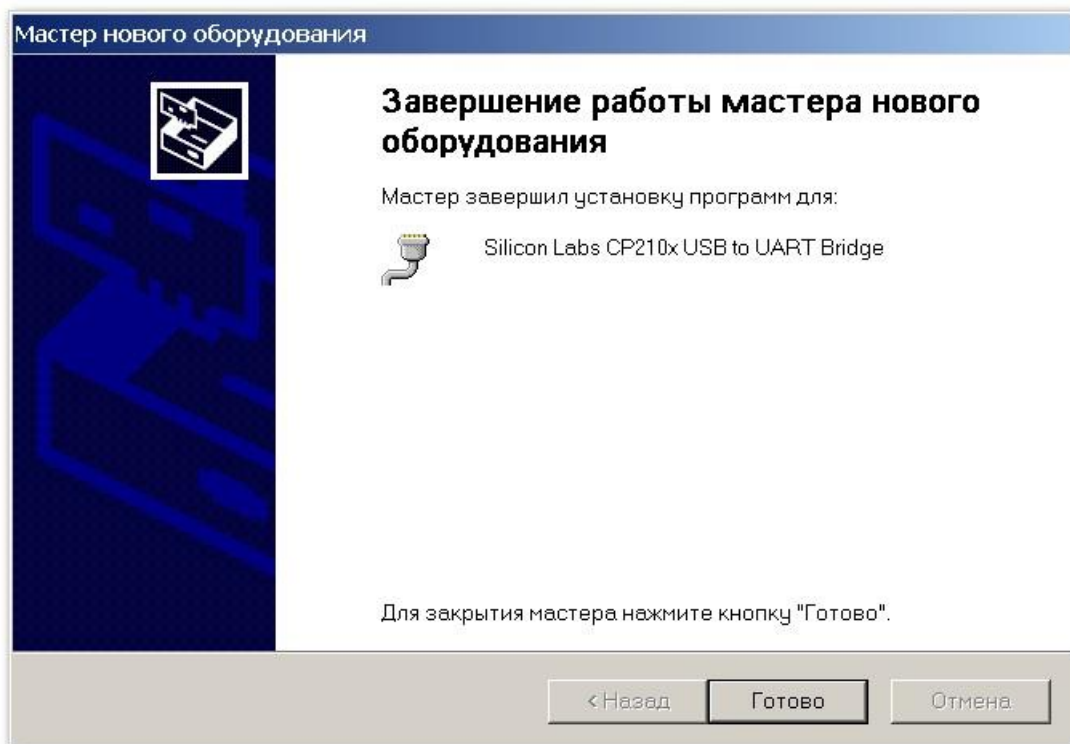 Мастер нового оборудования
Завершение работы мастера нового
оборудования
Мастер завершил установку программ для:
Silicon Labs CP210x USB to UART Bridge
Для закрытия мастера нажмите кнопку "Готово".
< Назад
Готово
Отмена